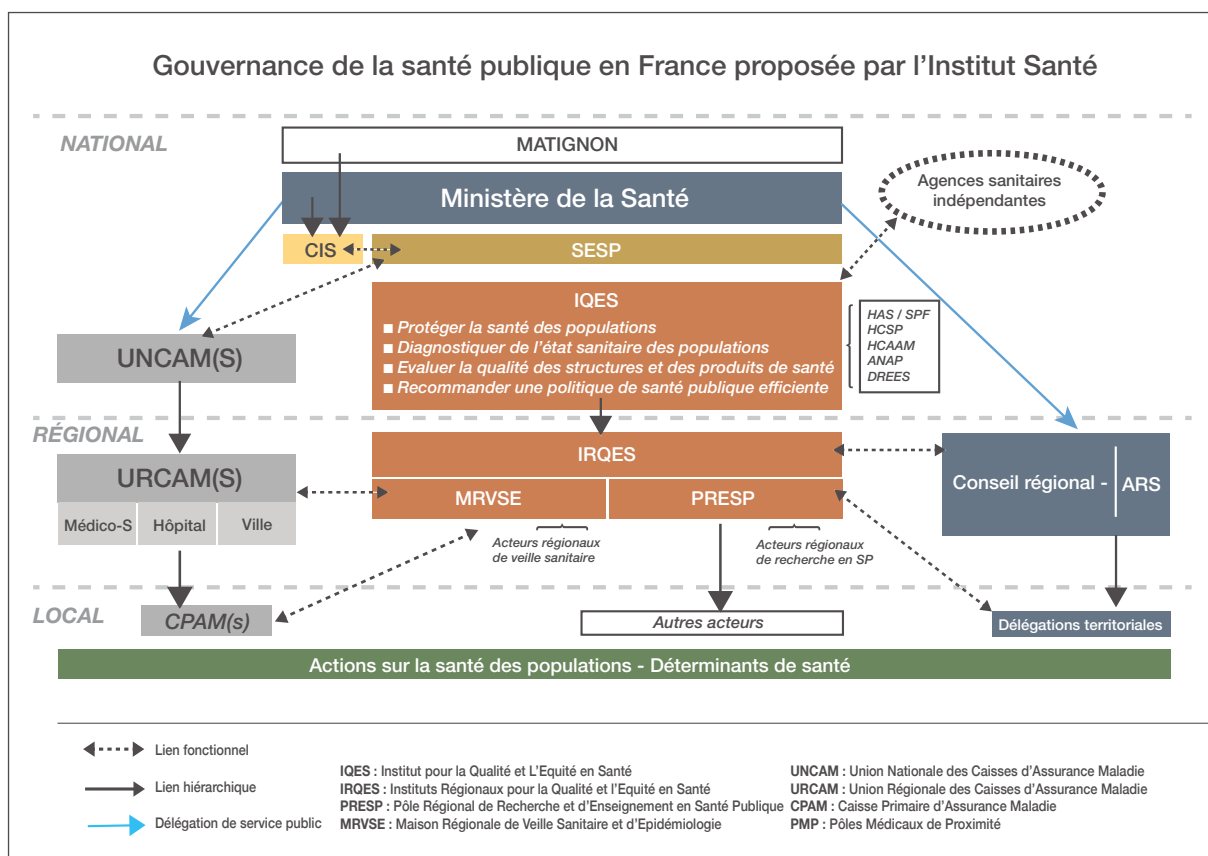 Gouvernance de la santé publique en France proposée par l'Institut Santé
NATIONAL
MATIGNON
Ministère de la Santé
Agences sanitaires
indépendantes
CIS
SESP
IQES
■ Protéger la santé des populations
■ Diagnostiquer de l'état sanitaire des populations
■ Evaluer la qualité des structures et des produits de santé
■ Recommander une politique de santé publique efficiente
HAS / SPF
HCSP
HCAAM
ANAP
DREES
UNCAM(S)
RÉGIONAL
URCAM(S)
Médico-S
Hôpital
Ville
IRQES
MRVSE
PRESP
Conseil régional -
ARS
Acteurs régionaux
de veille sanitaire
Acteurs régionaux
de recherche en SP
LOCAL
CPAM(s)
Autres acteurs
Délégations territoriales
Actions sur la santé des populations - Déterminants de santé
Lien fonctionnel
Lien hiérarchique
Délégation de service public
IQES : Institut pour la Qualité et L'Equité en Santé
IRQES : Instituts Régionaux pour la Qualité et l'Equité en Santé
PRESP : Pôle Régional de Recherche et d'Enseignement en Santé Publique
MRVSE : Maison Régionale de Veille Sanitaire et d'Epidémiologie
UNCAM : Union Nationale des Caisses d'Assurance Maladie
URCAM : Union Régionale des Caisses d'Assurance Maladie
CPAM : Caisse Primaire d'Assurance Maladie
PMP : Pôles Médicaux de Proximité